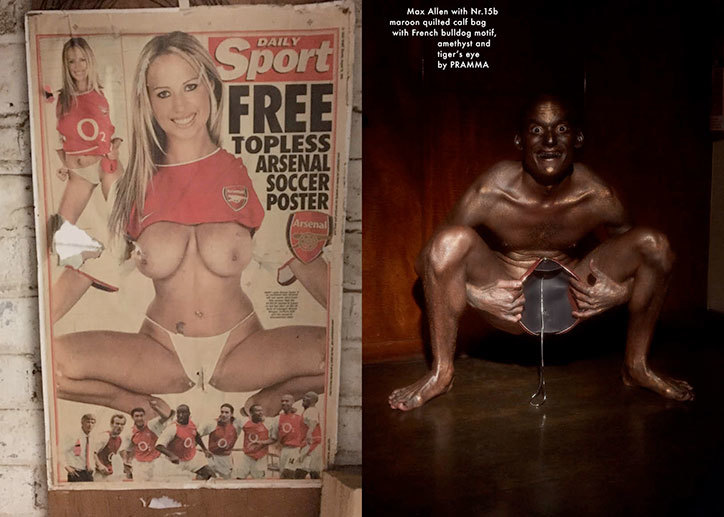 DAILY
Sport
FREE
TOPLESS
ARSENAL
SOCCER
POSTER
Arsenal
Arsenal
O2
Max Allen with Nr.15b
maroon quilted calf bag
with French bulldog motif,
amethyst and
tiger's eye
by PRAMMA